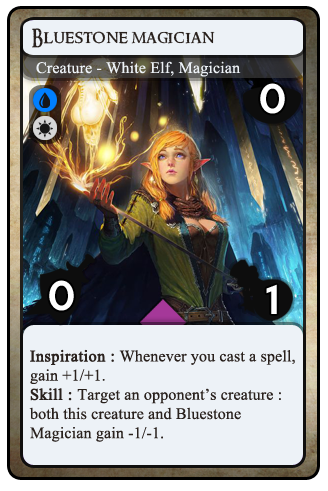 Bluestone magician
Creature - White Elf, Magician
0
0
1
Inspiration : Whenever you cast a spell,
gain +1/+1.
Skill : Target an opponent's creature :
both this creature and Bluestone
Magician gain -1/-1.